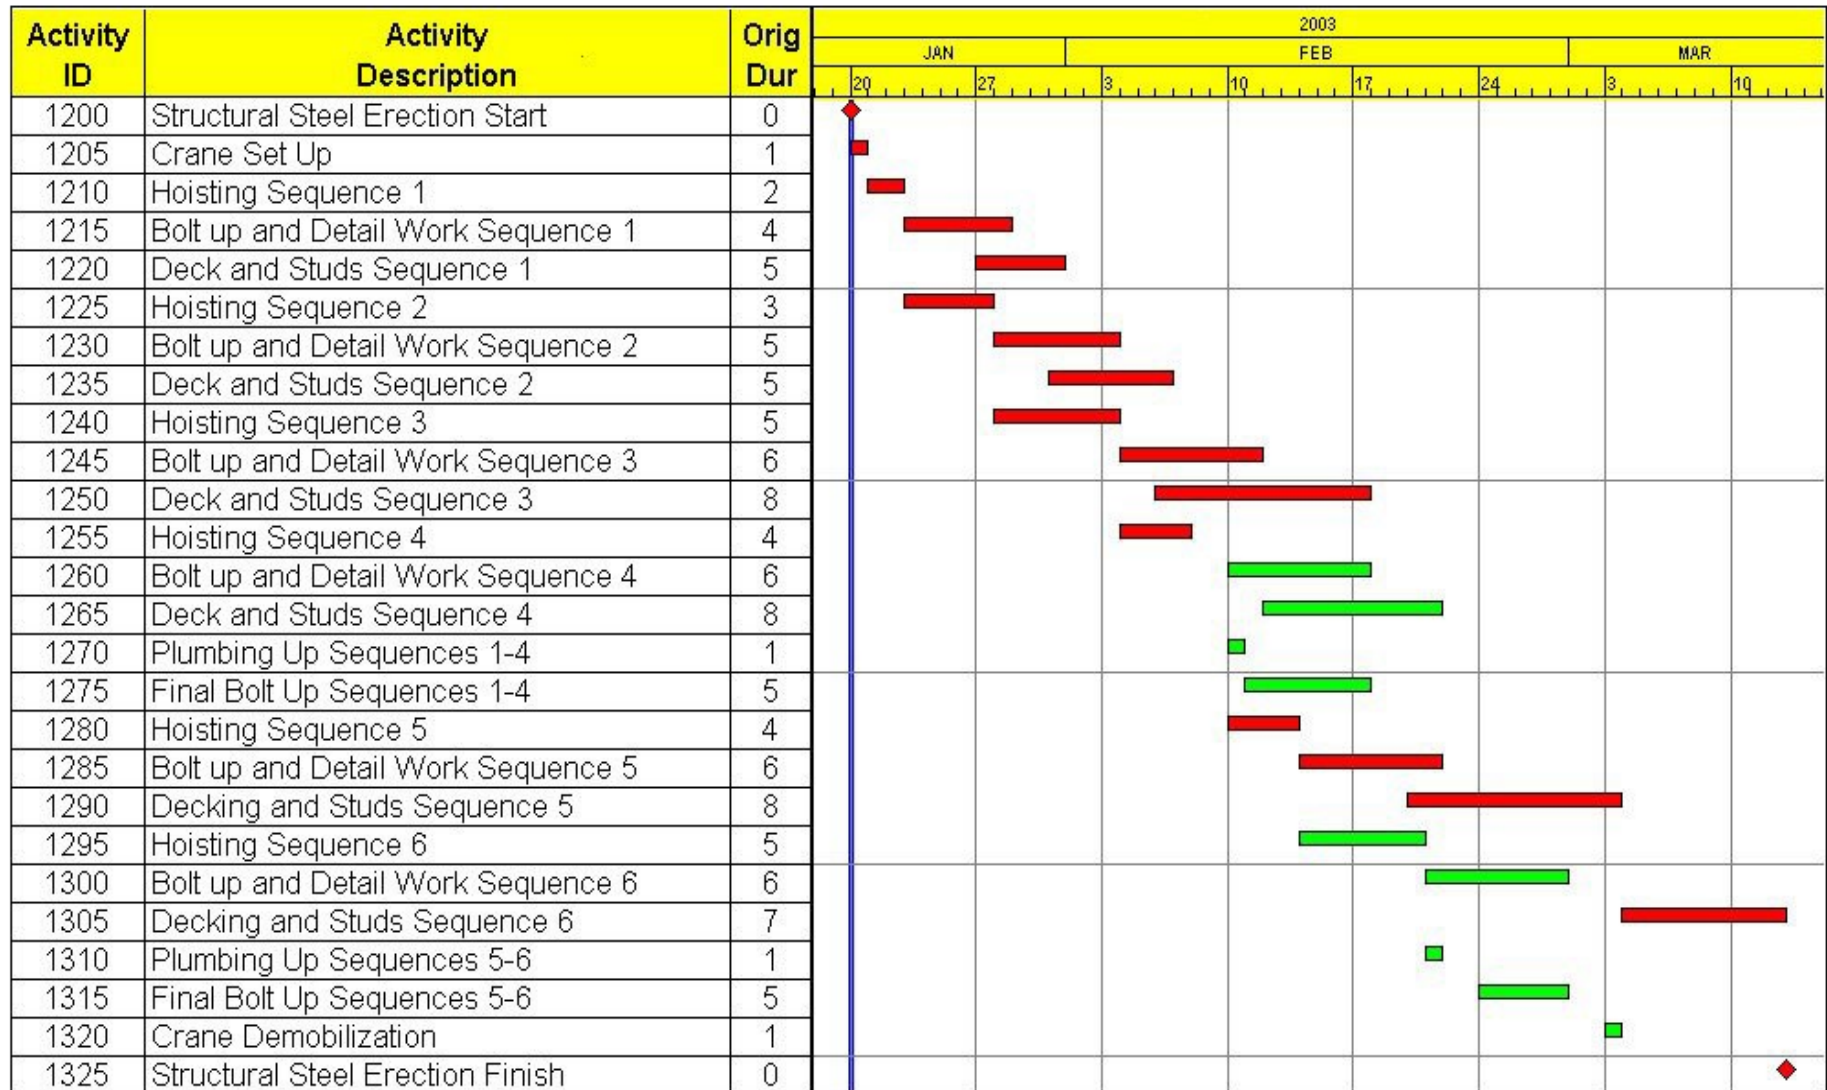 Activity ID Activity Description Orig Dur
2003
JAN FEB MAR
20 27 3 10 17 24 3 10
1200 Structural Steel Erection Start 0
1205 Crane Set Up 1
1210 Hoisting Sequence 1 2
1215 Bolt up and Detail Work Sequence 1 4
1220 Deck and Studs Sequence 1 5
1225 Hoisting Sequence 2 3
1230 Bolt up and Detail Work Sequence 2 5
1235 Deck and Studs Sequence 2 5
1240 Hoisting Sequence 3 5
1245 Bolt up and Detail Work Sequence 3 6
1250 Deck and Studs Sequence 3 8
1255 Hoisting Sequence 4 4
1260 Bolt up and Detail Work Sequence 4 6
1265 Deck and Studs Sequence 4 8
1270 Plumbing Up Sequences 1-4 1
1275 Final Bolt Up Sequences 1-4 5
1280 Hoisting Sequence 5 4
1285 Bolt up and Detail Work Sequence 5 6
1290 Decking and Studs Sequence 5 8
1295 Hoisting Sequence 6 5
1300 Bolt up and Detail Work Sequence 6 6
1305 Decking and Studs Sequence 6 7
1310 Plumbing Up Sequences 5-6 1
1315 Final Bolt Up Sequences 5-6 5
1320 Crane Demobilization 1
1325 Structural Steel Erection Finish 0